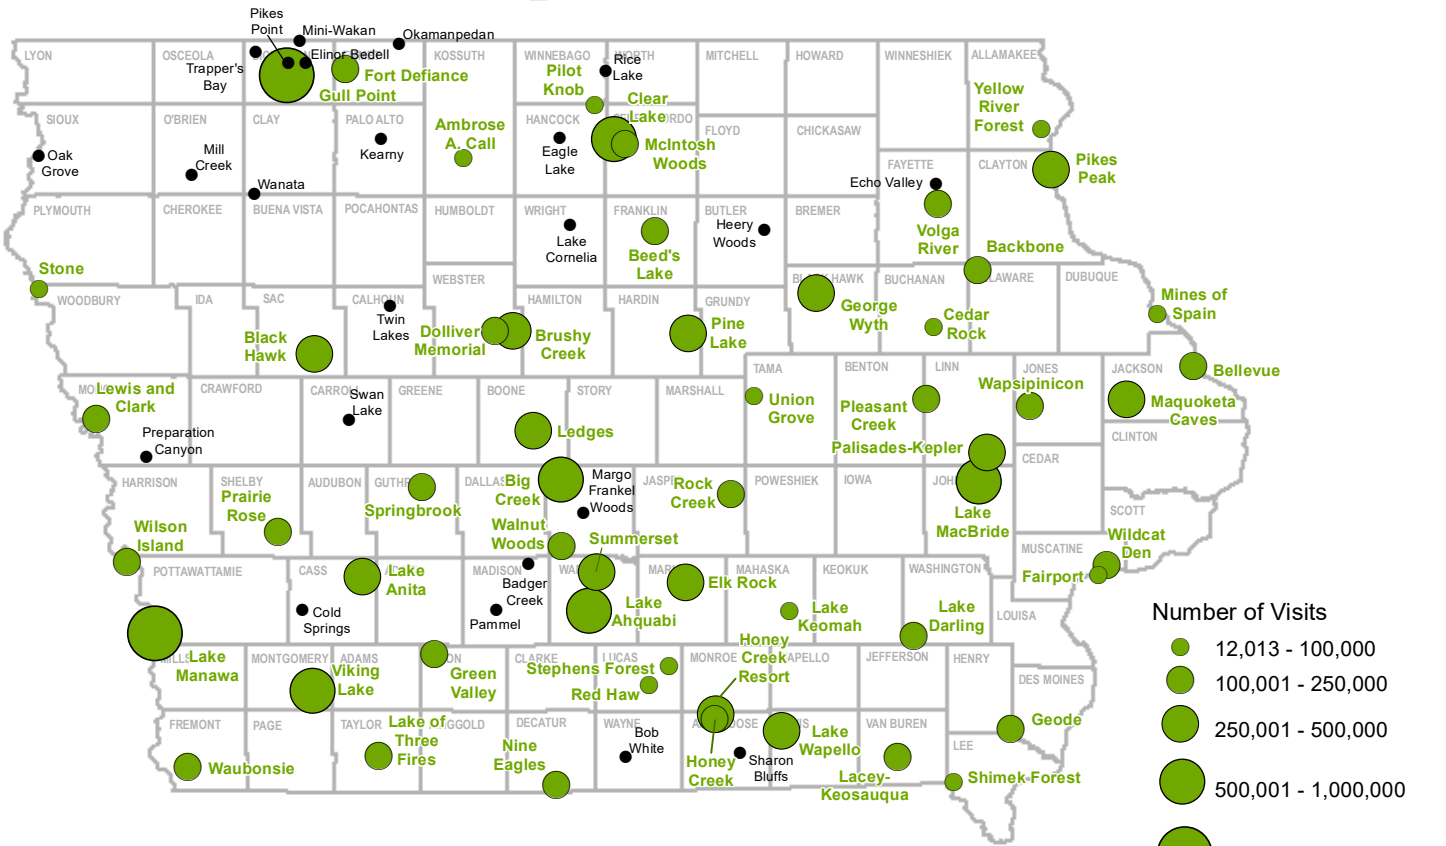 Pikes
Point
Mini-Wakan
Okamanpedan
Elinor Bedell
Trapper's
Bay
Fort Defiance
Gull Point
LYON
OSCEOLA
KOSSUTH
WINNEBAGO
WORTH
MITCHELL
HOWARD
WINNESHIEK
ALLAMAKEE
Rice
Lake
Pilot
Knob
Clear
Lake
Yellow
River
Forest
SIOUX
O'BRIEN
CLAY
PALO ALTO
HANCOCK
FLOYD
CHICKASAW
Ambrose
A. Call
McIntosh
Woods
Oak
Grove
Mill
Creek
Wanata
Kearny
Eagle
Lake
FAYETTE
CLAYTON
Pikes
Peak
Echo Valley
PLYMOUTH
CHEROKEE
BUENA VISTA
POCAHONTAS
HUMBOLDT
WRIGHT
FRANKLIN
BUTLER
BREMER
Lake
Cornelia
Beed's
Lake
Heery
Woods
Volga
River
Backbone
Stone
WOODBURY
IDA
SAC
CALHOUN
WEBSTER
HAMILTON
HARDIN
GRUNDY
BLACK HAWK
BUCHANAN
DELAWARE
DUBUQUE
Black
Hawk
Twin
Lakes
Dolliver
Memorial
Brushy
Creek
Pine
Lake
George
Wyth
Cedar
Rock
Mines of
Spain
Lewis and
Clark
CRAWFORD
CARROLL
GREENE
BOONE
STORY
MARSHALL
TAMA
BENTON
LINN
JONES
JACKSON
Bellevue
Swan
Lake
Preparation
Canyon
Ledges
Union
Grove
Pleasant
Creek
Wapsipinicon
Maquoketa
Caves
Palisades-Kepler
CLINTON
CEDAR
HARRISON
SHELBY
AUDUBON
GUTHRIE
DALLAS
JASPER
POWESHIEK
IOWA
JOHNSON
SCOTT
Prairie
Rose
Springbrook
Big
Creek
Margo
Frankel
Woods
Rock
Creek
Lake
MacBride
Wilson
Island
Walnut
Woods
Summerset
MUSCATINE
Wildcat
Den
Fairport
POTTAWATTAMIE
CASS
MADISON
MAHASKA
KEOKUK
WASHINGTON
LOUISA
Lake
Anita
Badger
Creek
Pammel
Cold
Springs
Lake
Ahquabi
Elk Rock
Lake
Keomah
Lake
Darling
Lake
Manawa
MILLS
MONTGOMERY
ADAMS
CLARKE
LUCAS
MONROE
JEFFERSON
HENRY
DES MOINES
Viking
Lake
Green
Valley
Stephens Forest
Red Haw
Honey
Creek
Resort
FREMONT
PAGE
TAYLOR
DECATUR
WAYNE
VAN BUREN
LEE
Waubonsie
Lake of
Three
Fires
Nine
Eagles
Bob
White
Honey
Creek
Sharon
Bluffs
Lake
Wapello
Lacey-
Keosauqua
Geode
Shimek Forest
Number of Visits
12,013 - 100,000
100,001 - 250,000
250,001 - 500,000
500,001 - 1,000,000